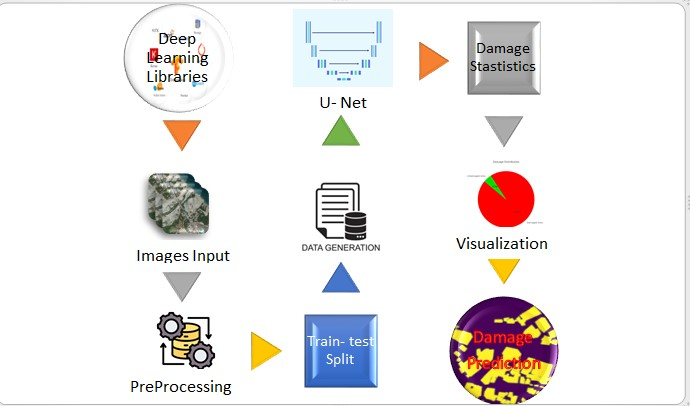 Deep
Learning
Libraries
Images Input
PreProcessing
Train- test
Split
DATA GENERATION
U- Net
Damage
Stastistics
Visualization
Damage
Prediction